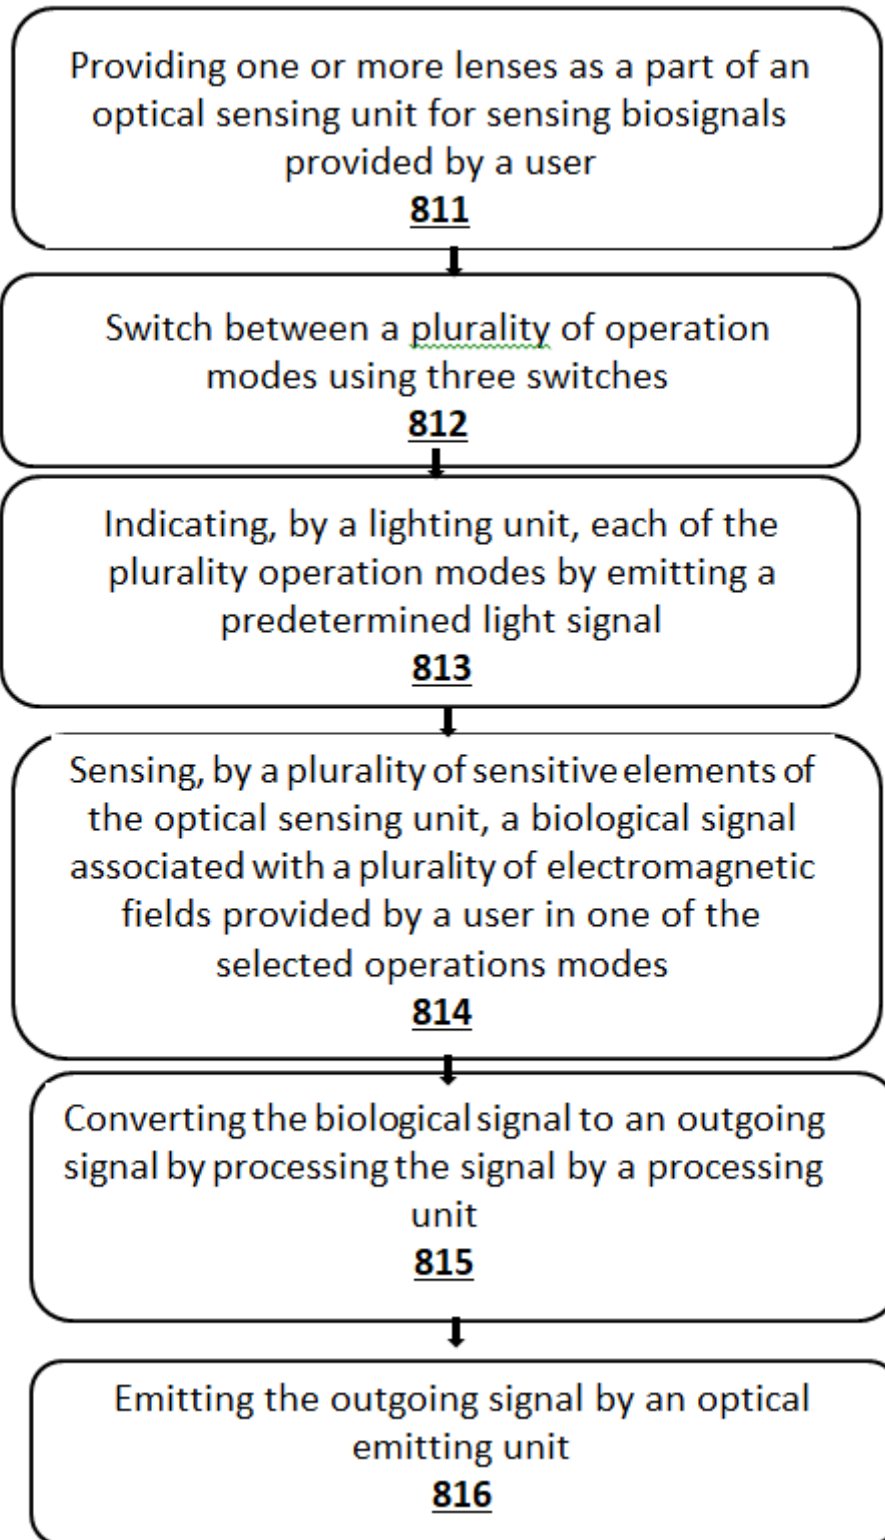 Providing one or more lenses as a part of an
optical sensing unit for sensing biosignals
provided by a user
811
Switch between a plurality of operation
modes using three switches
812
Indicating, by a lighting unit, each of the
plurality operation modes by emitting a
predetermined light signal
813
Sensing, by a plurality of sensitive elements of
the optical sensing unit, a biological signal
associated with a plurality of electromagnetic
fields provided by a user in one of the
selected operations modes
814
Converting the biological signal to an outgoing
signal by processing the signal by a processing
unit
815
Emitting the outgoing signal by an optical
emitting unit
816